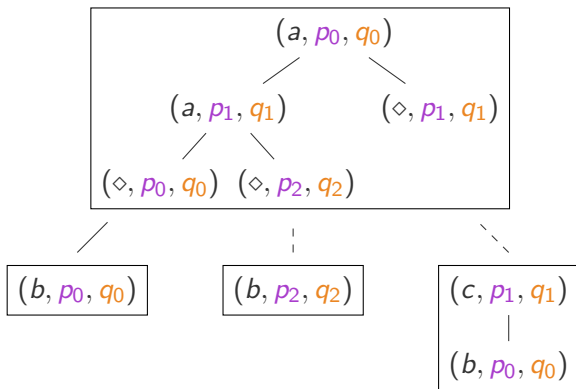 (a, p₀, q₀)
(a, p₁, q₁) (⋄, p₁, q₁)
(⋄, p₀, q₀) (⋄, p₂, q₂)
(b, p₀, q₀) (b, p₂, q₂) (c, p₁, q₁)
(b, p₀, q₀)